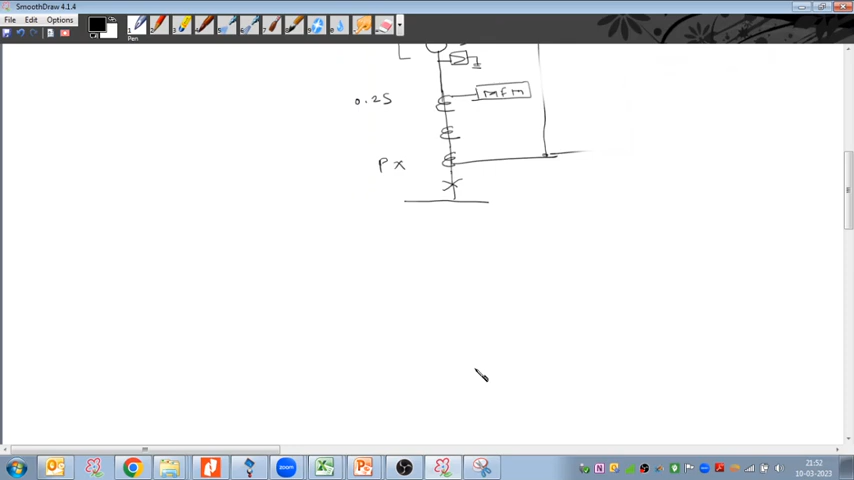 SmoothDraw 4.1.4
File Edit Options
Pen
0.2S
MFM
PX
21:52
10-03-2023